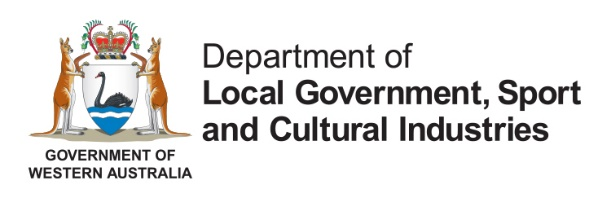 Department of
Local Government, Sport
and Cultural Industries
GOVERNMENT OF
WESTERN AUSTRALIA